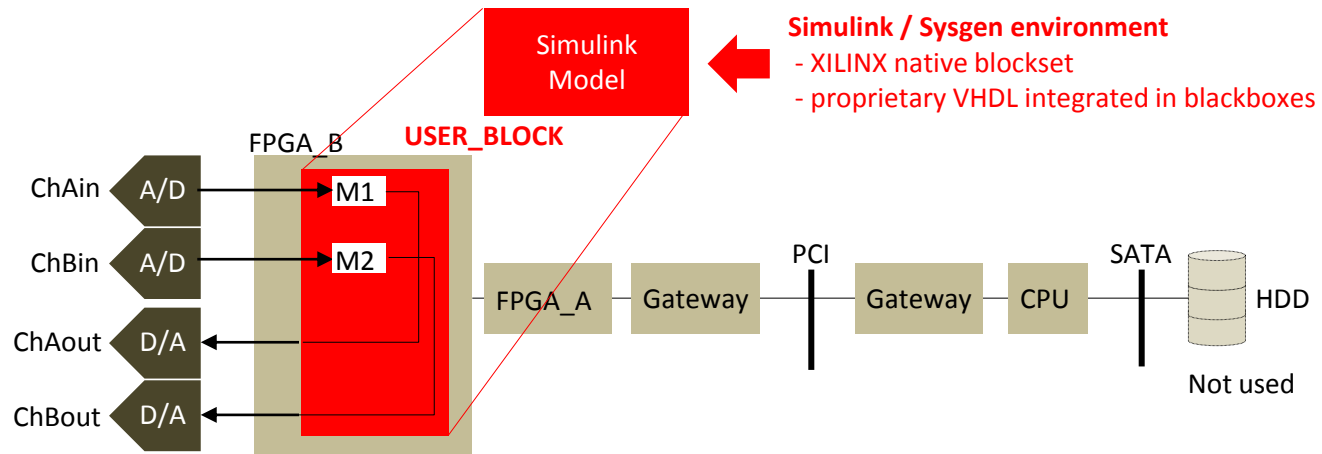 Simulink
Model
Simulink / Sysgen environment
- XILINX native blockset
- proprietary VHDL integrated in blackboxes
FPGA_B
USER_BLOCK
ChAin
A/D
M1
ChBin
A/D
M2
PCI
SATA
FPGA_A
Gateway
Gateway
CPU
HDD
ChAout
D/A
Not used
ChBout
D/A